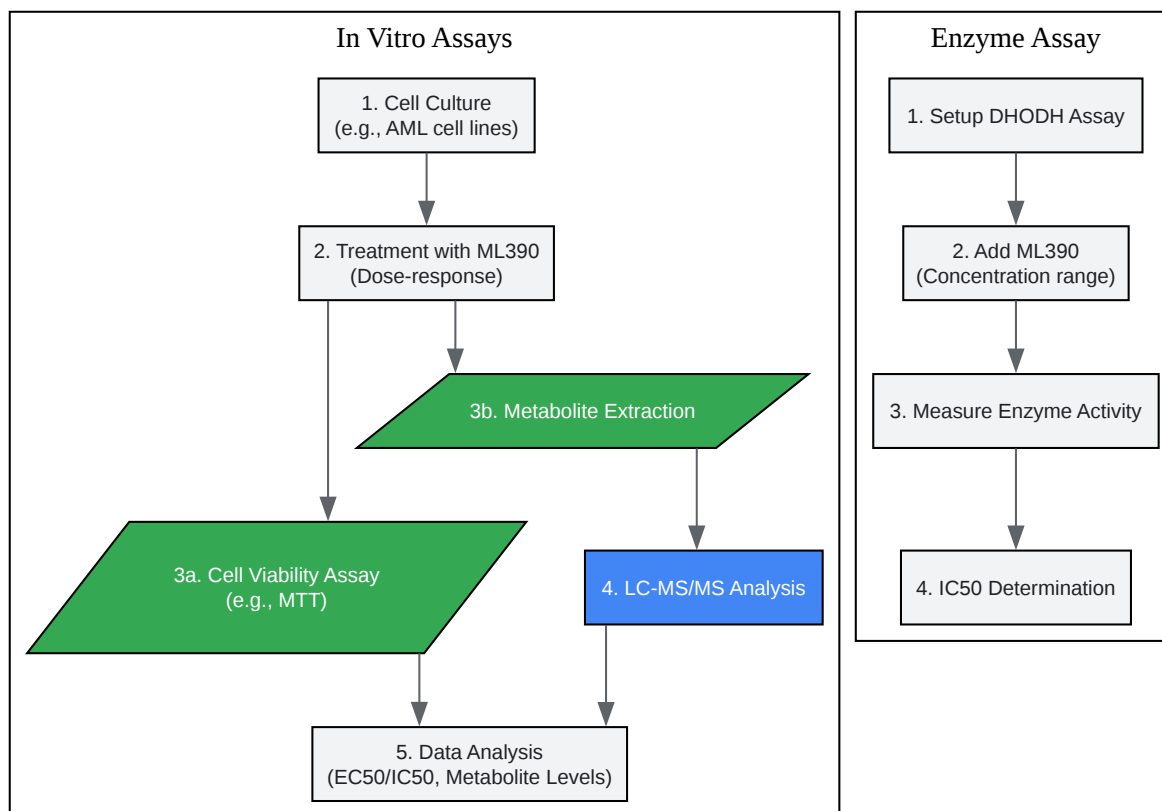 In Vitro Assays
1. Cell Culture
(e.g., AML cell lines)
2. Treatment with ML390
(Dose-response)
3b. Metabolite Extraction
3a. Cell Viability Assay
(e.g., MTT)
4. LC-MS/MS Analysis
5. Data Analysis
(EC50/IC50, Metabolite Levels)
Enzyme Assay
1. Setup DHODH Assay
2. Add ML390
(Concentration range)
3. Measure Enzyme Activity
4. IC50 Determination